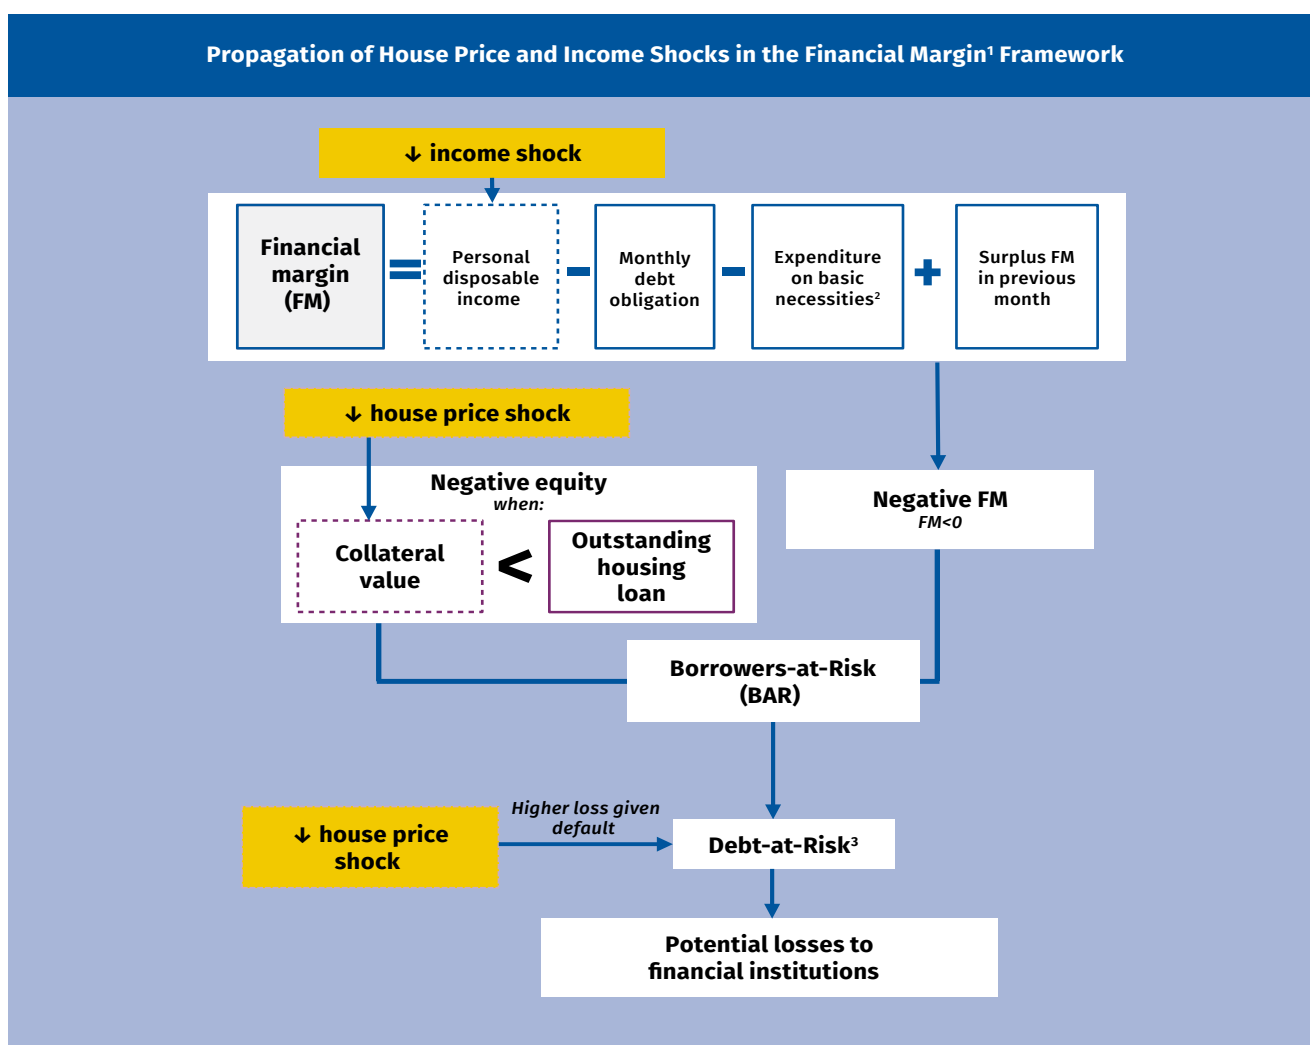 Propagation of House Price and Income Shocks in the Financial Margin¹ Framework
↓ income shock
Financial
margin
(FM)
=
Personal
disposable
income
−
Monthly
debt
obligation
−
Expenditure
on basic
necessities²
+
Surplus FM
in previous
month
↓ house price shock
Negative equity
when:
Collateral
value
<
Outstanding
housing
loan
Negative FM
FM<0
Borrowers-at-Risk
(BAR)
↓ house price
shock
Higher loss given
default
Debt-at-Risk³
Potential losses to
financial institutions